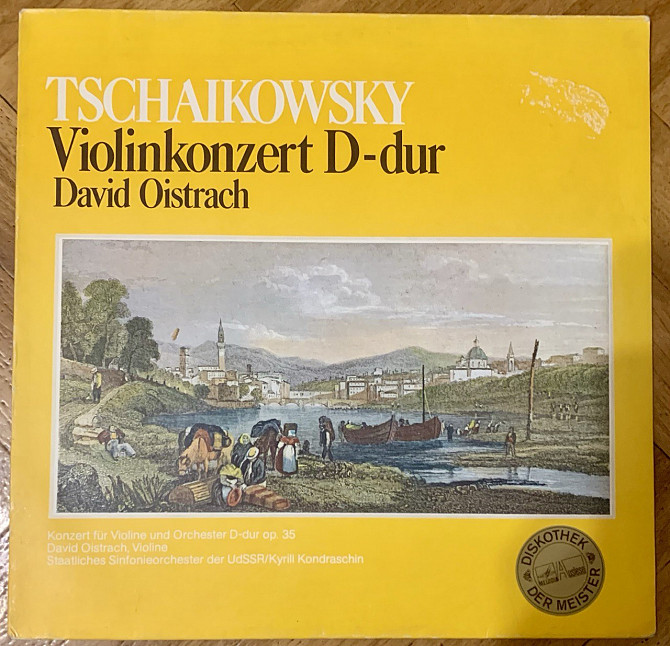 TSCHAIKOWSKY
Violinkonzert D-dur
David Oistrach
Konzert für Violine und Orchester D-dur op. 35
David Oistrach, Violine
Staatliches Sinfonieorchester der UdSSR/Kyrill Kondraschin
DISKOTHEK
DER MEISTER